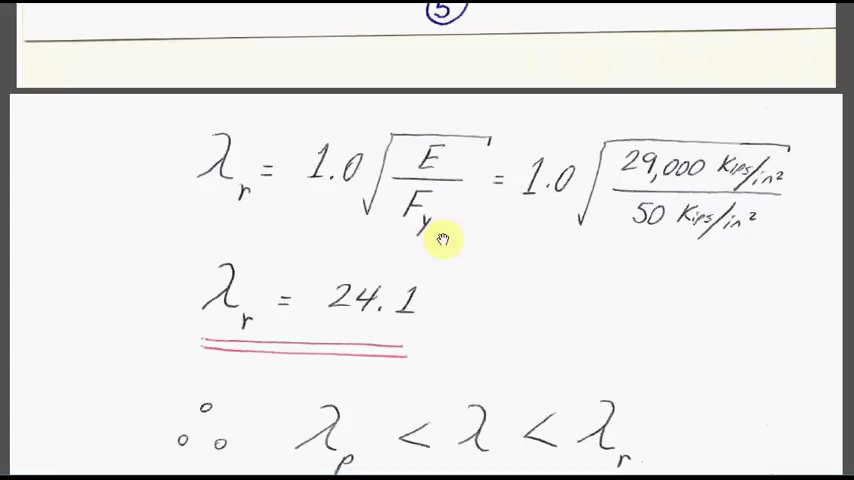 5
λr = 1.0 √(E/Fy) = 1.0 √(29,000 Kips/in² / 50 Kips/in²)
λr = 24.1
∴ λp < λ < λr